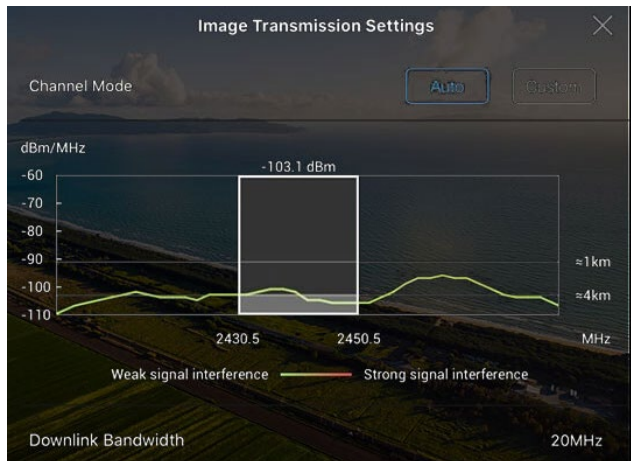 Image Transmission Settings
Channel Mode Auto Custom
dBm/MHz
-103.1 dBm
-60
-70
-80
-90
≈1km
-100
≈4km
-110
2430.5 2450.5 MHz
Weak signal interference Strong signal interference
Downlink Bandwidth 20MHz